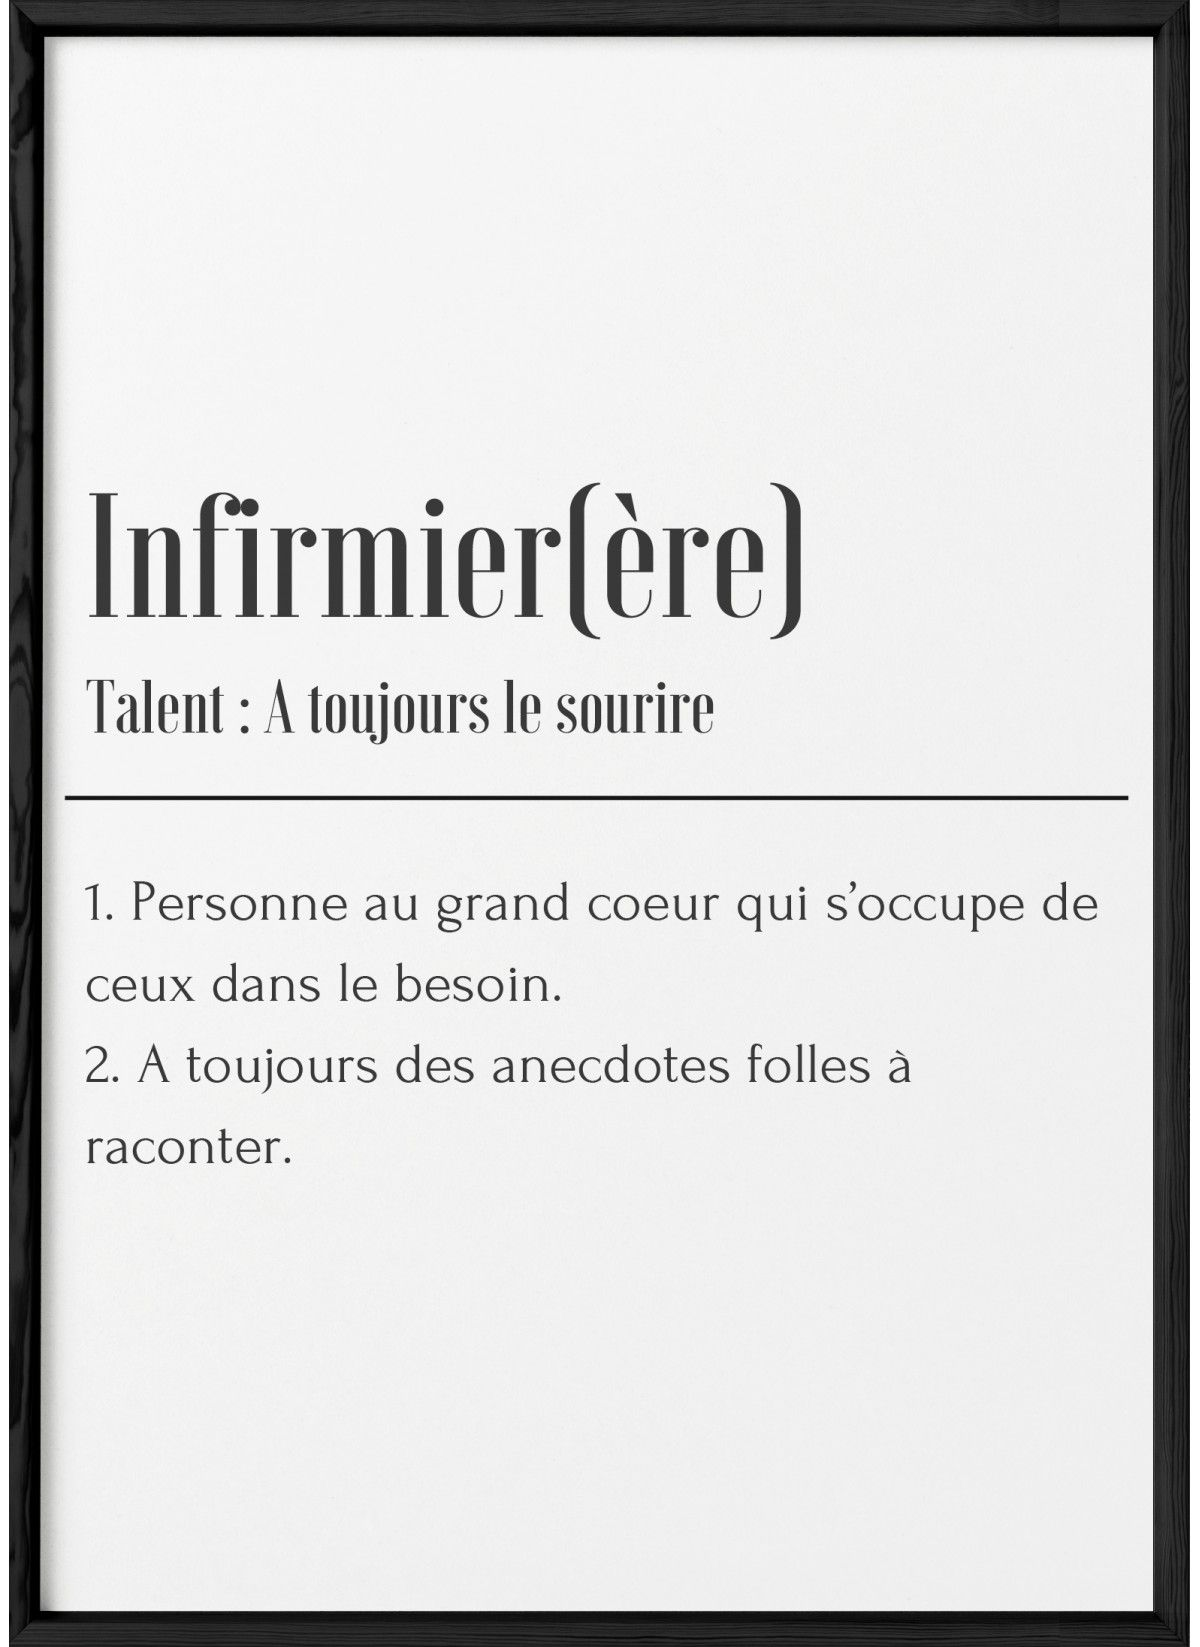 Infirmier(ère)
Talent : A toujours le sourire
1. Personne au grand coeur qui s’occupe de
ceux dans le besoin.
2. A toujours des anecdotes folles à
raconter.